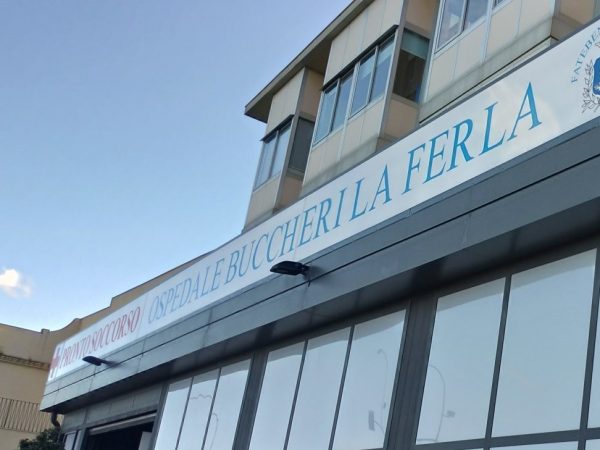 PRONTO SOCCORSO | OSPEDALE BUCCHERI LA FERLA